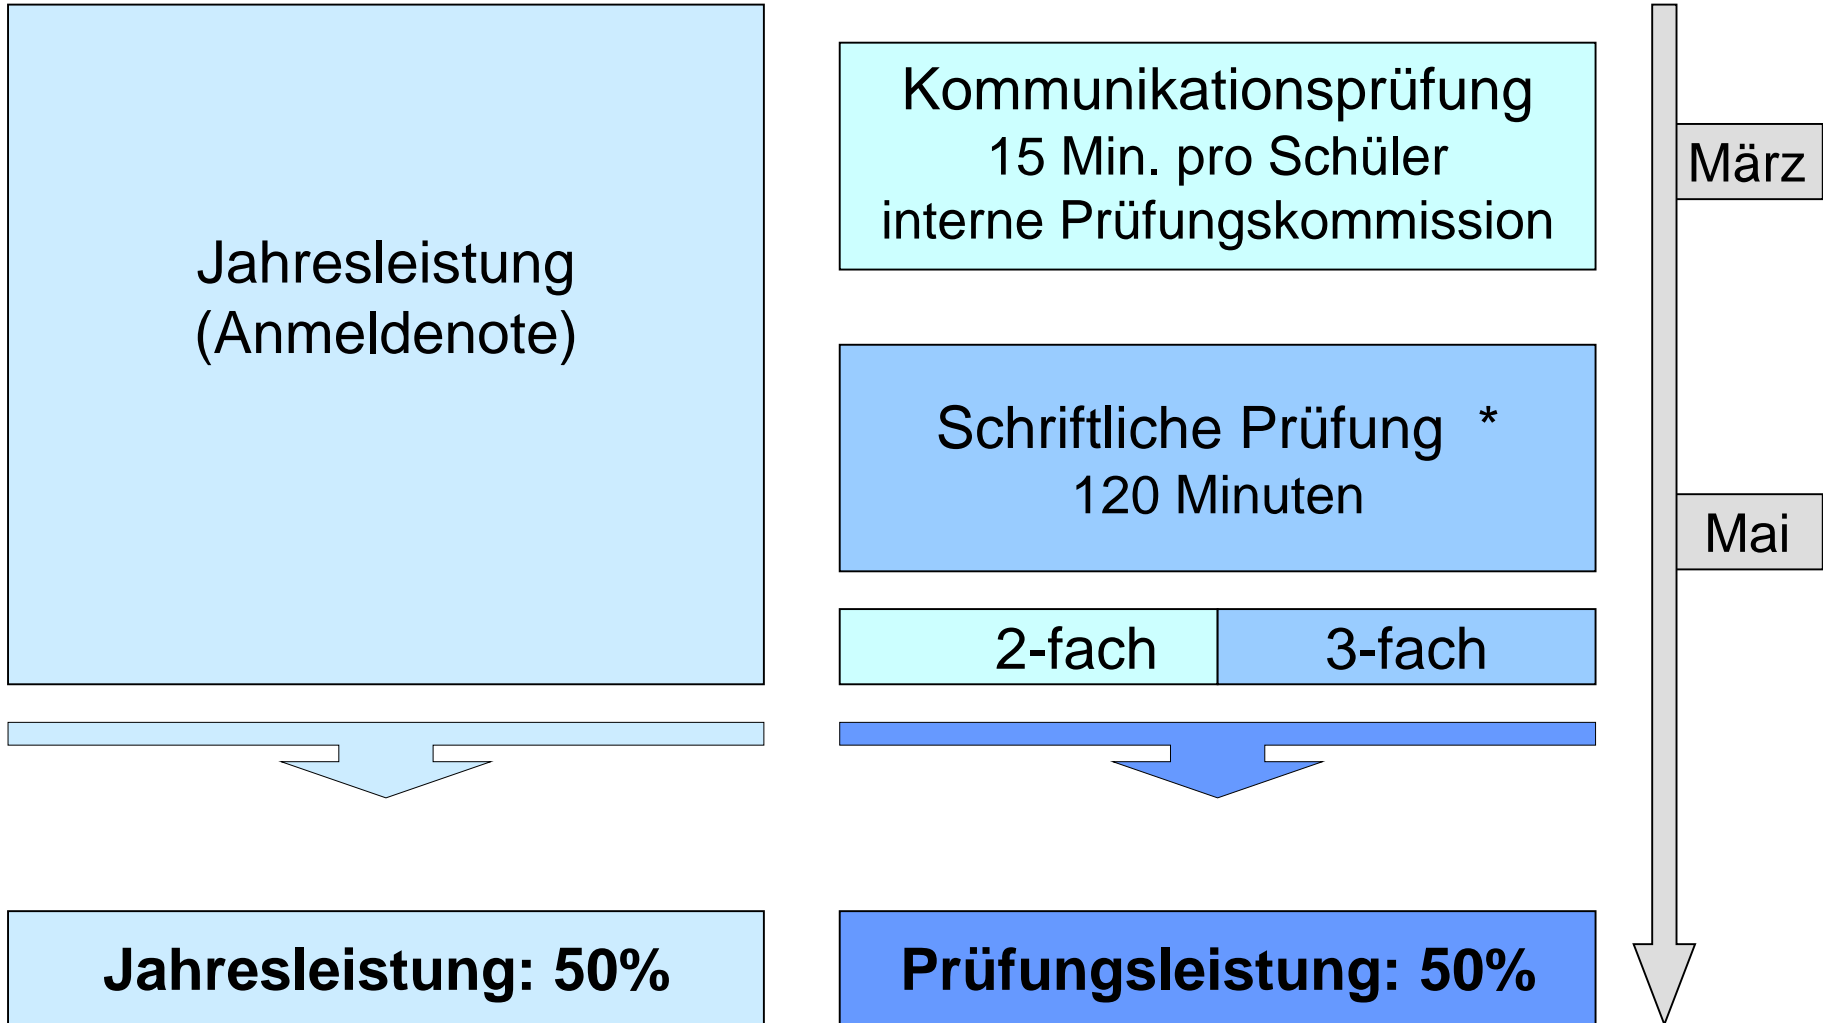 Jahresleistung
(Anmeldenote)
Kommunikationsprüfung
15 Min. pro Schüler
interne Prüfungskommission
März
Schriftliche Prüfung *
120 Minuten
Mai
2-fach
3-fach
Jahresleistung: 50%
Prüfungsleistung: 50%